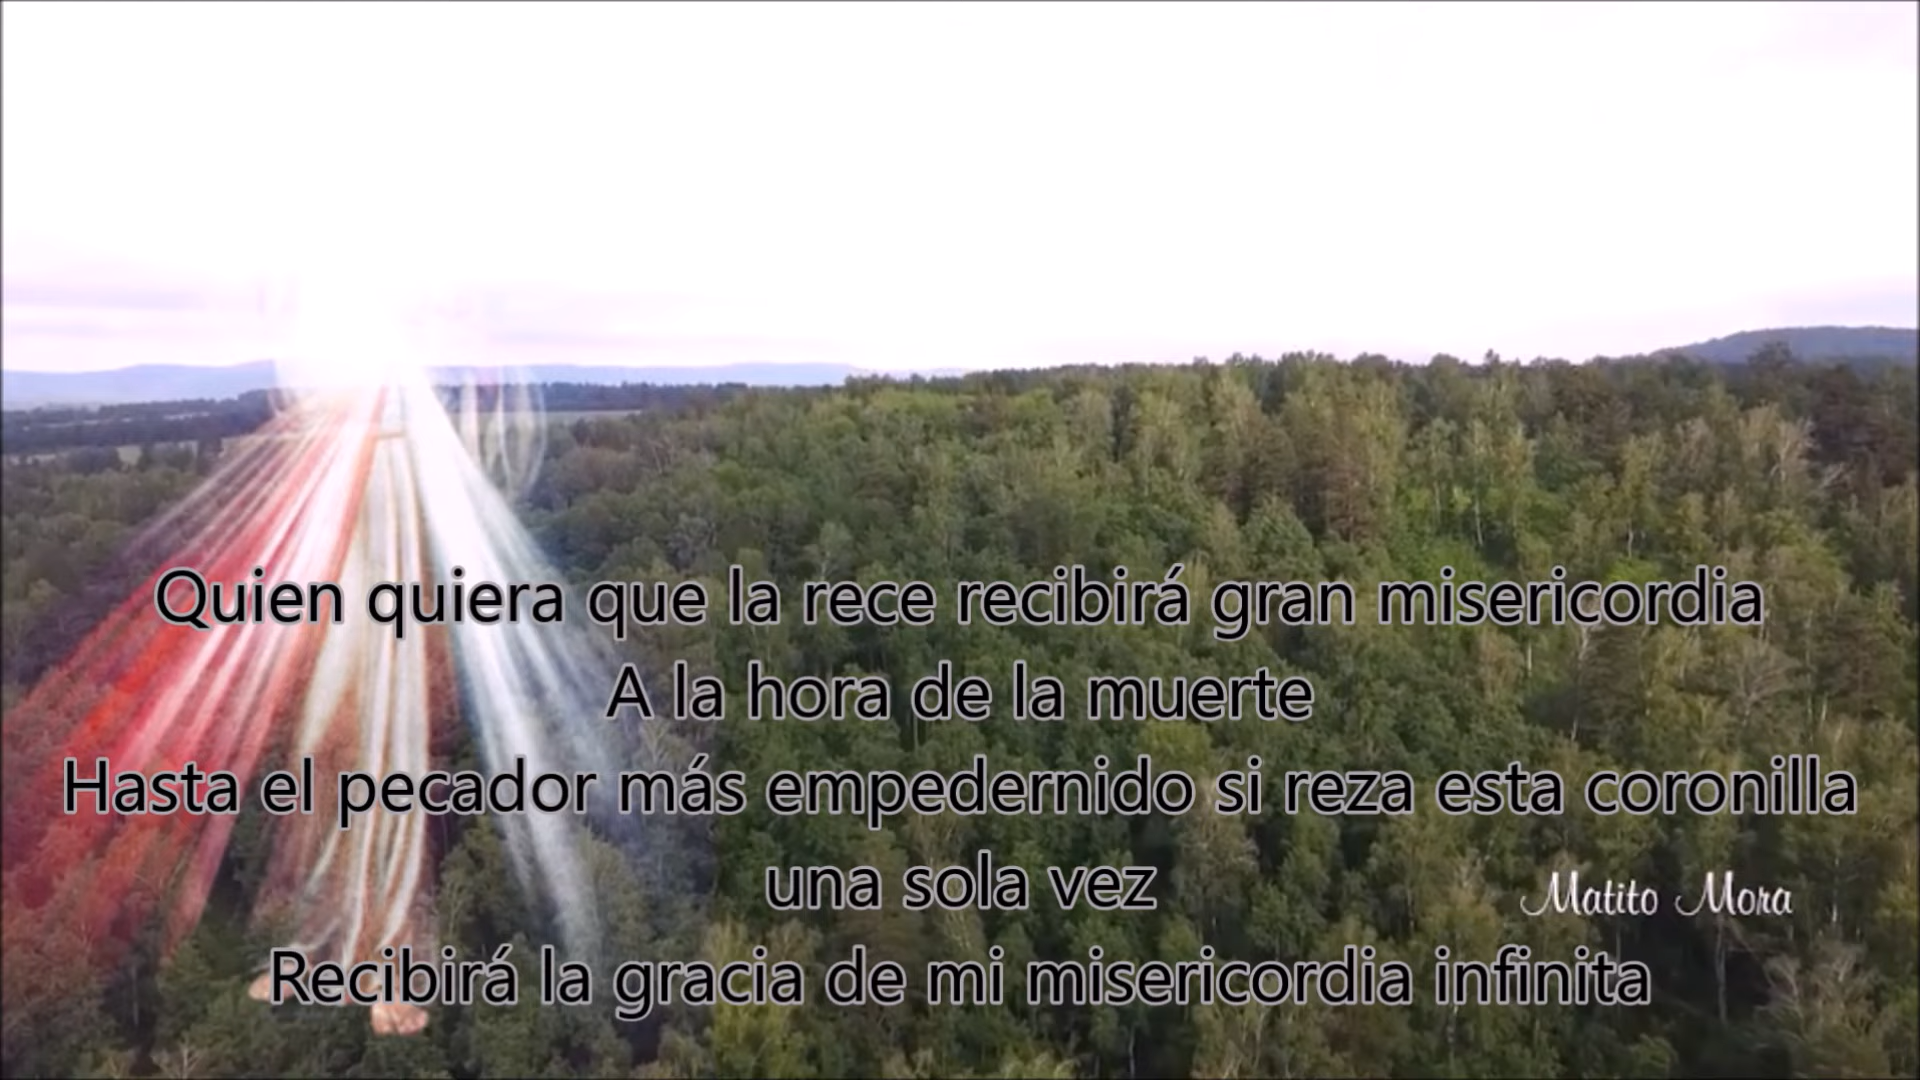 Quien quiera que la rece recibirá gran misericordia
A la hora de la muerte
Hasta el pecador más empedernido si reza esta coronilla
una sola vez
Matito Mora
Recibirá la gracia de mi misericordia infinita